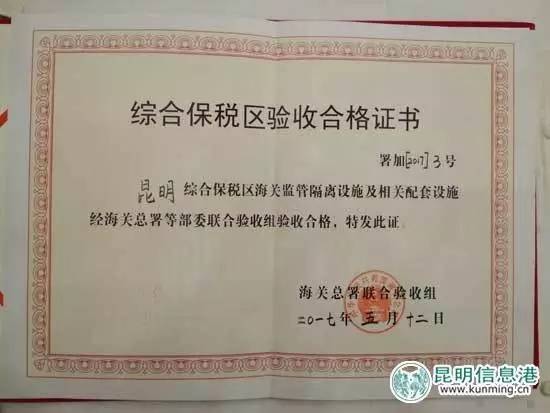 综合保税区验收合格证书
署加[2017]3号
昆明综合保税区海关监管隔离设施及相关配套设施
经海关总署等部委联合验收组验收合格，特发此证
海关总署联合验收组
二〇一七年五月十二日
昆明信息港
www.kunming.cn